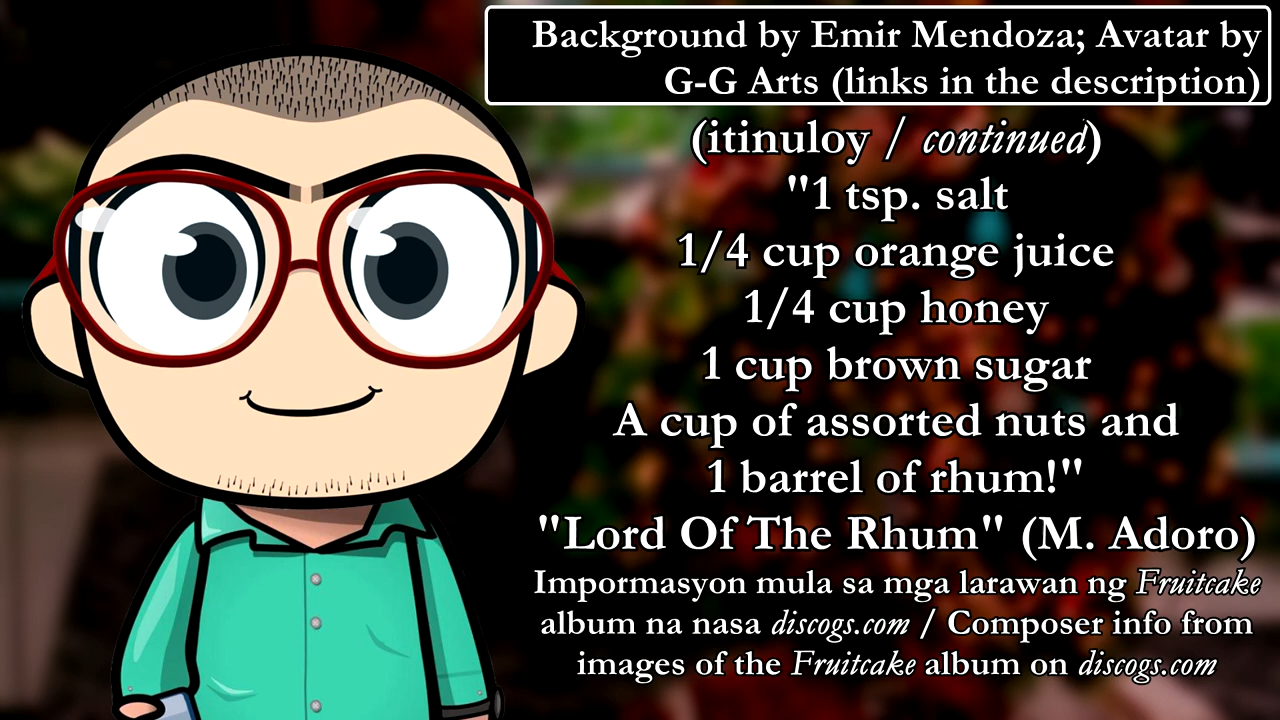 Background by Emir Mendoza; Avatar by
G-G Arts (links in the description)
(itinuloy / continued)
"1 tsp. salt
1/4 cup orange juice
1/4 cup honey
1 cup brown sugar
A cup of assorted nuts and
1 barrel of rhum!"
"Lord Of The Rhum" (M. Adoro)
Impormasyon mula sa mga larawan ng Fruitcake
album na nasa discogs.com / Composer info from
images of the Fruitcake album on discogs.com